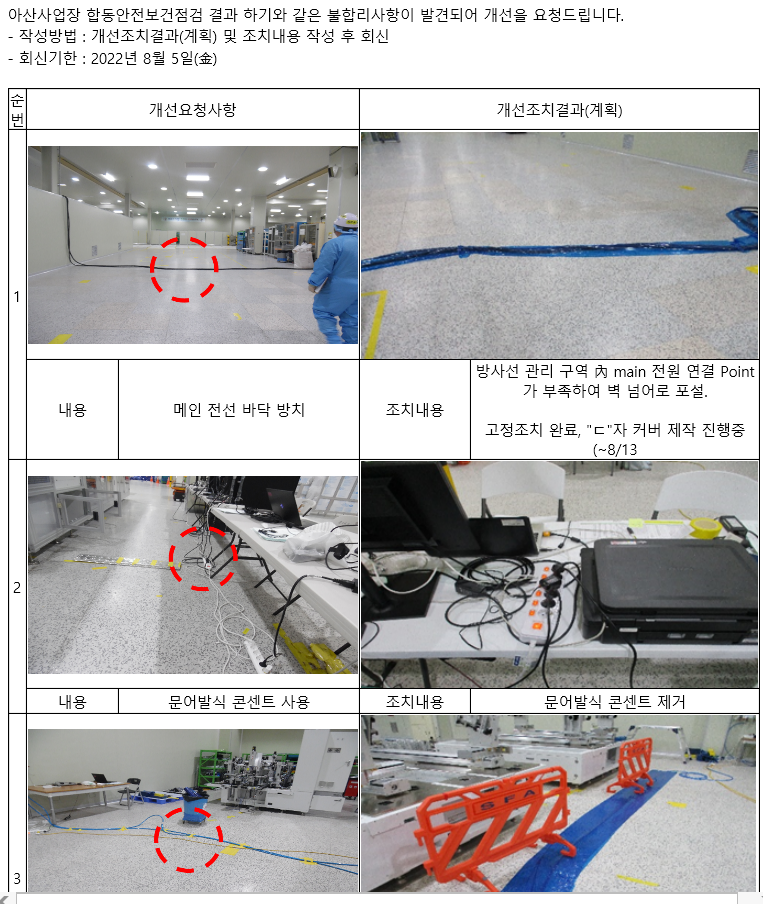 아산사업장 합동안전보건점검 결과 하기와 같은 불합리사항이 발견되어 개선을 요청드립니다.
- 작성방법 : 개선조치결과(계획) 및 조치내용 작성 후 회신
- 회신기한 : 2022년 8월 5일(金)
순번
개선요청사항
개선조치결과(계획)
1
내용
메인 전선 바닥 방치
조치내용
방사선 관리 구역 內 main 전원 연결 Point
가 부족하여 벽 넘어로 포설.
고정조치 완료, "ㄷ"자 커버 제작 진행중
(~8/13
2
내용
문어발식 콘센트 사용
조치내용
문어발식 콘센트 제거
3
SFA